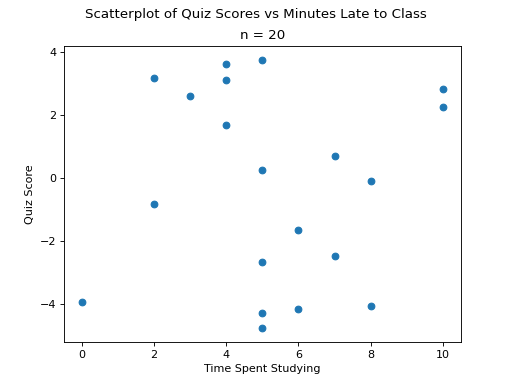 Scatterplot of Quiz Scores vs Minutes Late to Class
n = 20
4
2
0
−2
−4
Quiz Score
0 2 4 6 8 10
Time Spent Studying